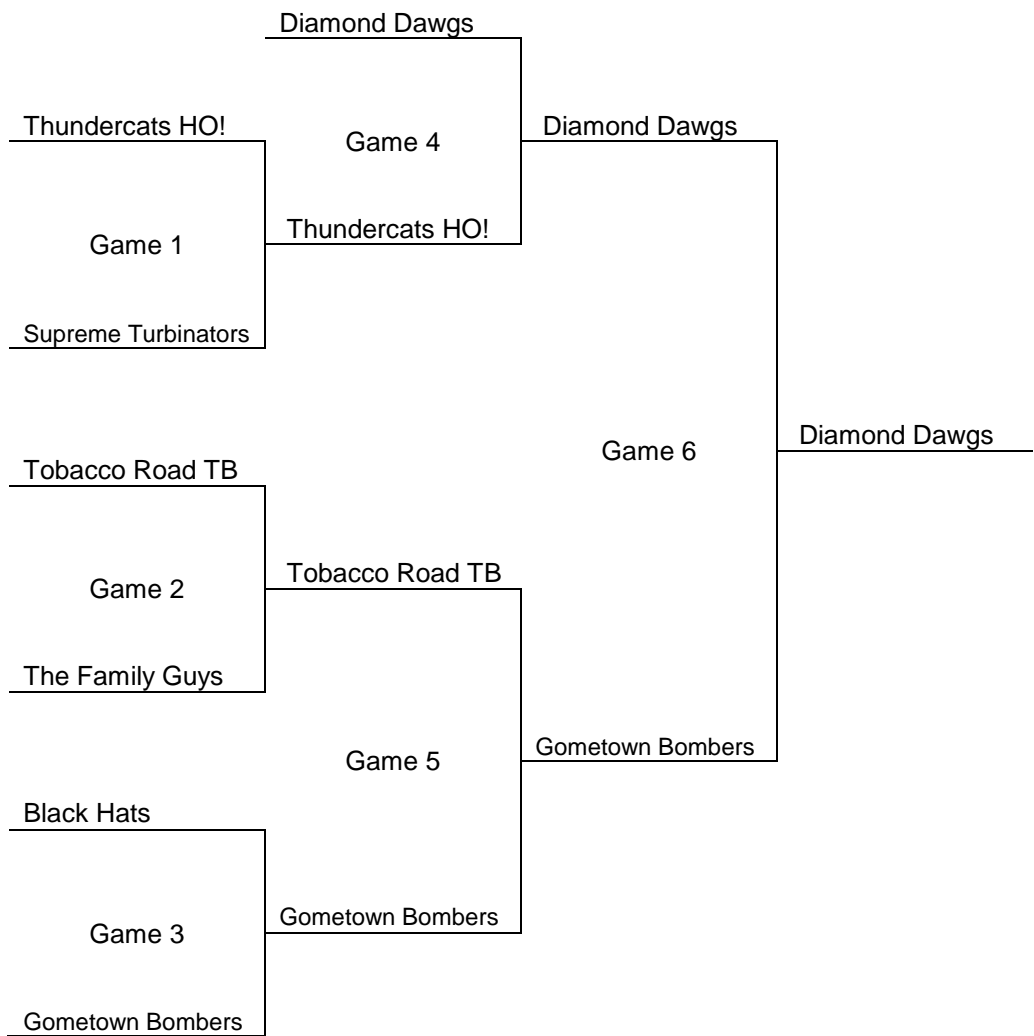 Diamond Dawgs
Thundercats HO!
Game 4
Diamond Dawgs
Game 1
Thundercats HO!
Supreme Turbinators
Diamond Dawgs
Game 6
Tobacco Road TB
Game 2
Tobacco Road TB
The Family Guys
Game 5
Gometown Bombers
Black Hats
Game 3
Gometown Bombers
Gometown Bombers